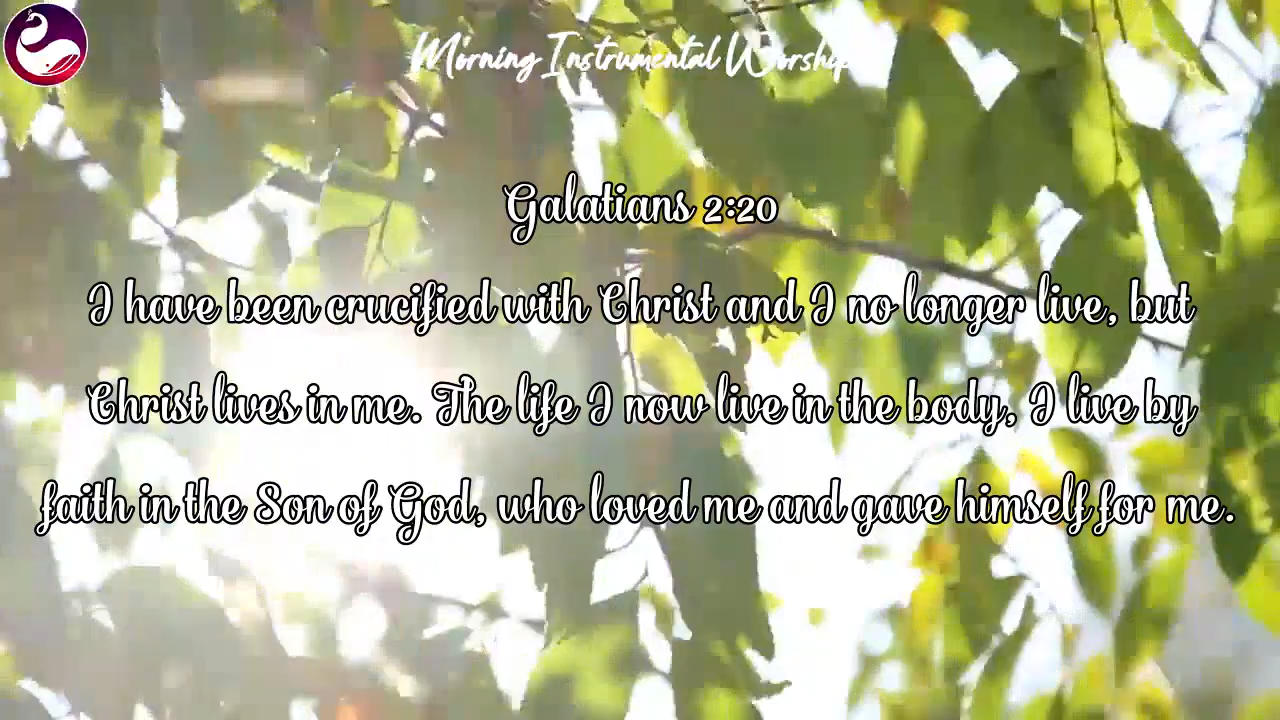 Morning Instrumental Worship
Galatians 2:20
I have been crucified with Christ and I no longer live, but
Christ lives in me. The life I now live in the body, I live by
faith in the Son of God, who loved me and gave himself for me.